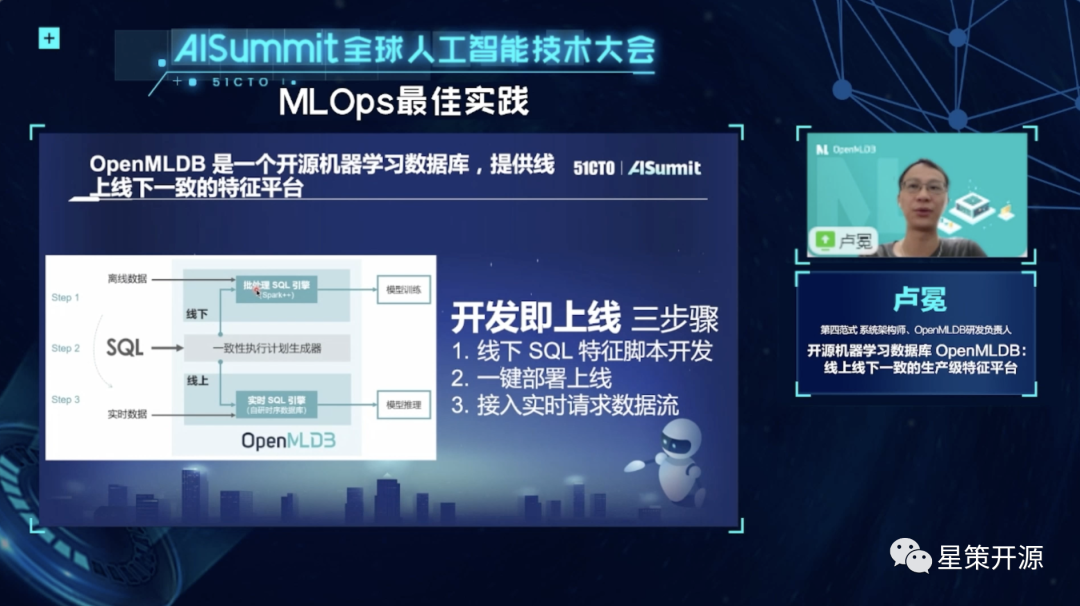 AISummit全球人工智能技术大会
51CTO
MLOps最佳实践
OpenMLDB 是一个开源机器学习数据库，提供线
上线下一致的特征平台
51CTO | AISummit
离线数据
批处理 SQL 引擎
(Spark++)
模型训练
Step 1
线下
Step 2
SQL
一致性执行计划生成器
线上
Step 3
实时数据
实时 SQL 引擎
(自研时序数据库)
模型推理
OpenMLDB
开发即上线 三步骤
1. 线下 SQL 特征脚本开发
2. 一键部署上线
3. 接入实时请求数据流
OpenMLDB
卢冕
卢冕
第四范式 系统架构师、OpenMLDB研发负责人
开源机器学习数据库 OpenMLDB：
线上线下一致的生产级特征平台
星策开源